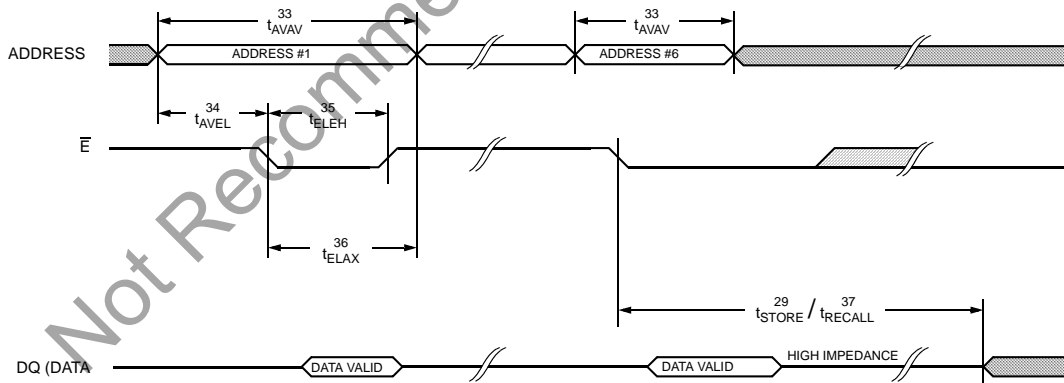 33
tAVAV
33
tAVAV
ADDRESS
ADDRESS #1
ADDRESS #6
34
tAVEL
35
tELEH
E
36
tELAX
29
tSTORE / 37
tRECALL
DQ (DATA
DATA VALID
DATA VALID
HIGH IMPEDANCE
Not Recomme